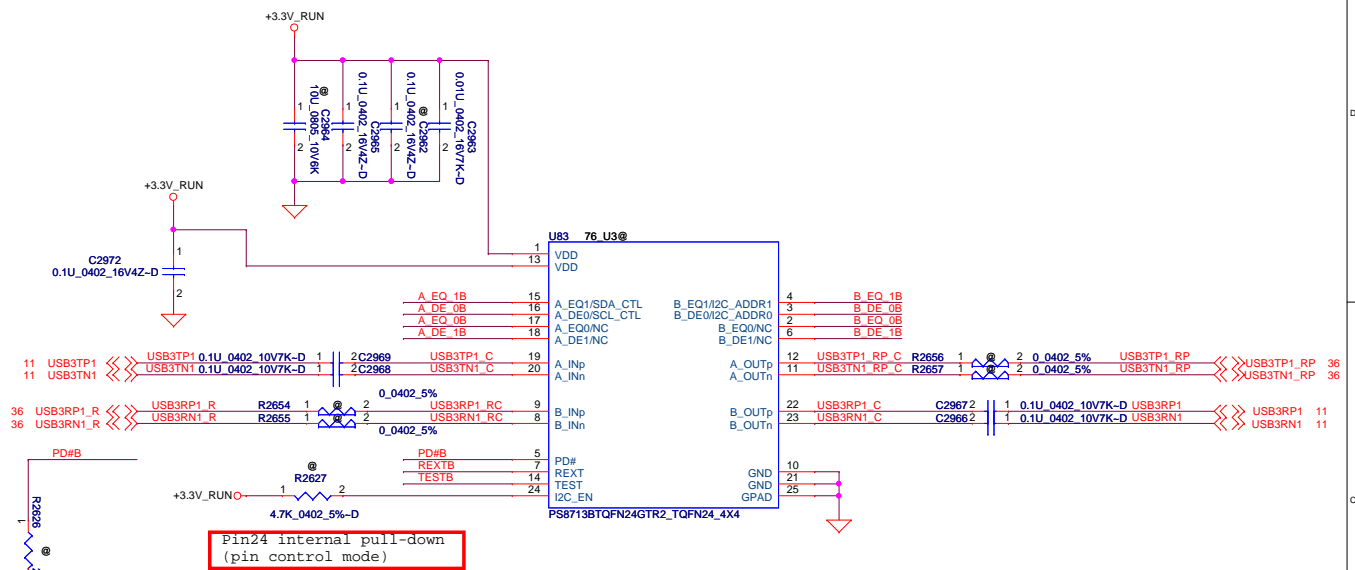 +3.3V_RUN
D
1 1 1 1
@ C2964
10U_0805_10V6K
C2965
0.1U_0402_16V4Z~D
@ C2962
0.1U_0402_16V4Z~D
C2963
0.01U_0402_16V7K~D
2 2 2 2
+3.3V_RUN
C2972
0.1U_0402_16V4Z~D
1
2
U83 76_U3@
1 VDD
13 VDD
A_EQ_1B 15 A_EQ1/SDA_CTL B_EQ1/I2C_ADDR1 4 B_EQ_1B
A_DE_0B 16 A_DE0/SCL_CTL B_DE0/I2C_ADDR0 3 B_DE_0B
A_EQ_0B 17 A_EQ0/NC B_EQ0/NC 2 B_EQ_0B
A_DE_1B 18 A_DE1/NC B_DE1/NC 6 B_DE_1B
11 USB3TP1 USB3TP1 0.1U_0402_10V7K~D 1 2 C2969 USB3TP1_C 19 A_INp A_OUTp 12 USB3TP1_RP_C R2656 1 @ 2 0_0402_5% USB3TP1_RP USB3TP1_RP 36
11 USB3TN1 USB3TN1 0.1U_0402_10V7K~D 1 2 C2968 USB3TN1_C 20 A_INn A_OUTn 11 USB3TN1_RP_C R2657 1 @ 2 0_0402_5% USB3TN1_RP USB3TN1_RP 36
0_0402_5%
36 USB3RP1_R USB3RP1_R R2654 1 @ 2 USB3RP1_RC 9 B_INp B_OUTp 22 USB3RP1_C C2967 2 1 0.1U_0402_10V7K~D USB3RP1 USB3RP1 11
36 USB3RN1_R USB3RN1_R R2655 1 @ 2 USB3RN1_RC 8 B_INn B_OUTn 23 USB3RN1_C C2966 2 1 0.1U_0402_10V7K~D USB3RN1 USB3RN1 11
0_0402_5%
PD#B
PD#B 5 PD#
REXTB 7 REXT GND 10
TESTB 14 TEST GND 21
24 I2C_EN GPAD 25
@
R2627
+3.3V_RUN 1 2
4.7K_0402_5%~D
PS8713BTQFN24GTR2_TQFN24_4X4
C
R2626
1
@
Pin24 internal pull-down
(pin control mode)